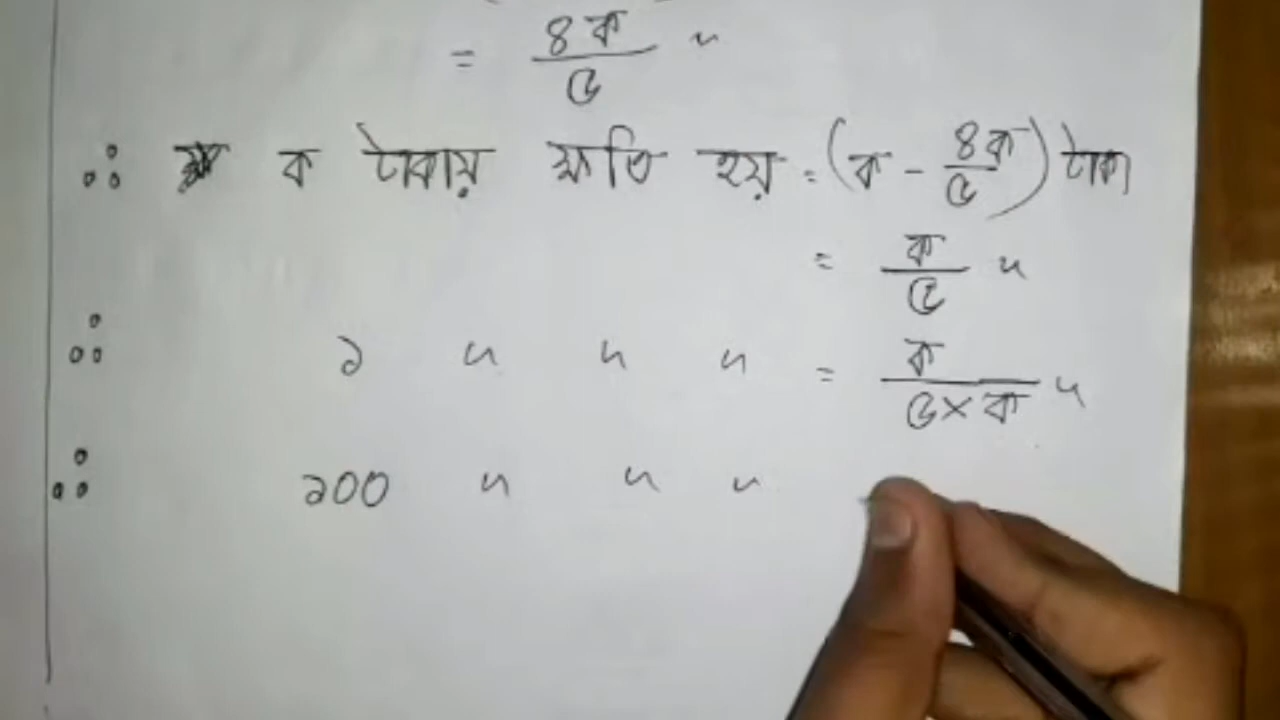 = ৪ক/৫ "
∴ ক টাকায় ক্ষতি হয় = (ক - ৪ক/৫) টাকা
= ক/৫ "
∴ ১ " " " = ক/৫×ক "
∴ ১০০ " " "